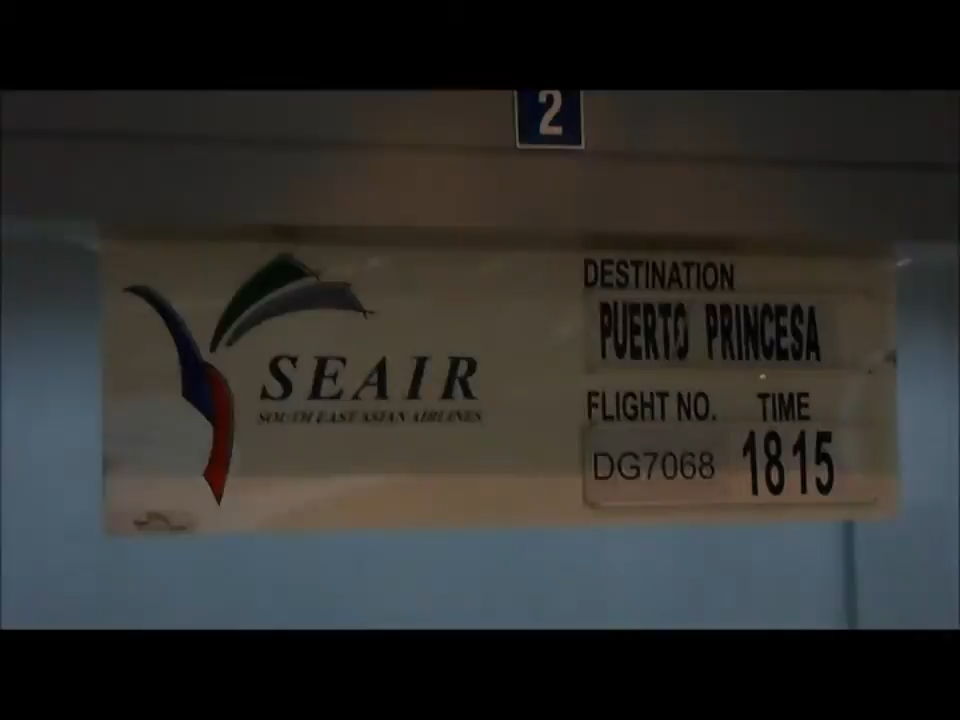 2
SEAIR
SOUTH EAST ASIAN AIRLINES
DESTINATION
PUERTO PRINCESA
FLIGHT NO. TIME
DG7068 1815